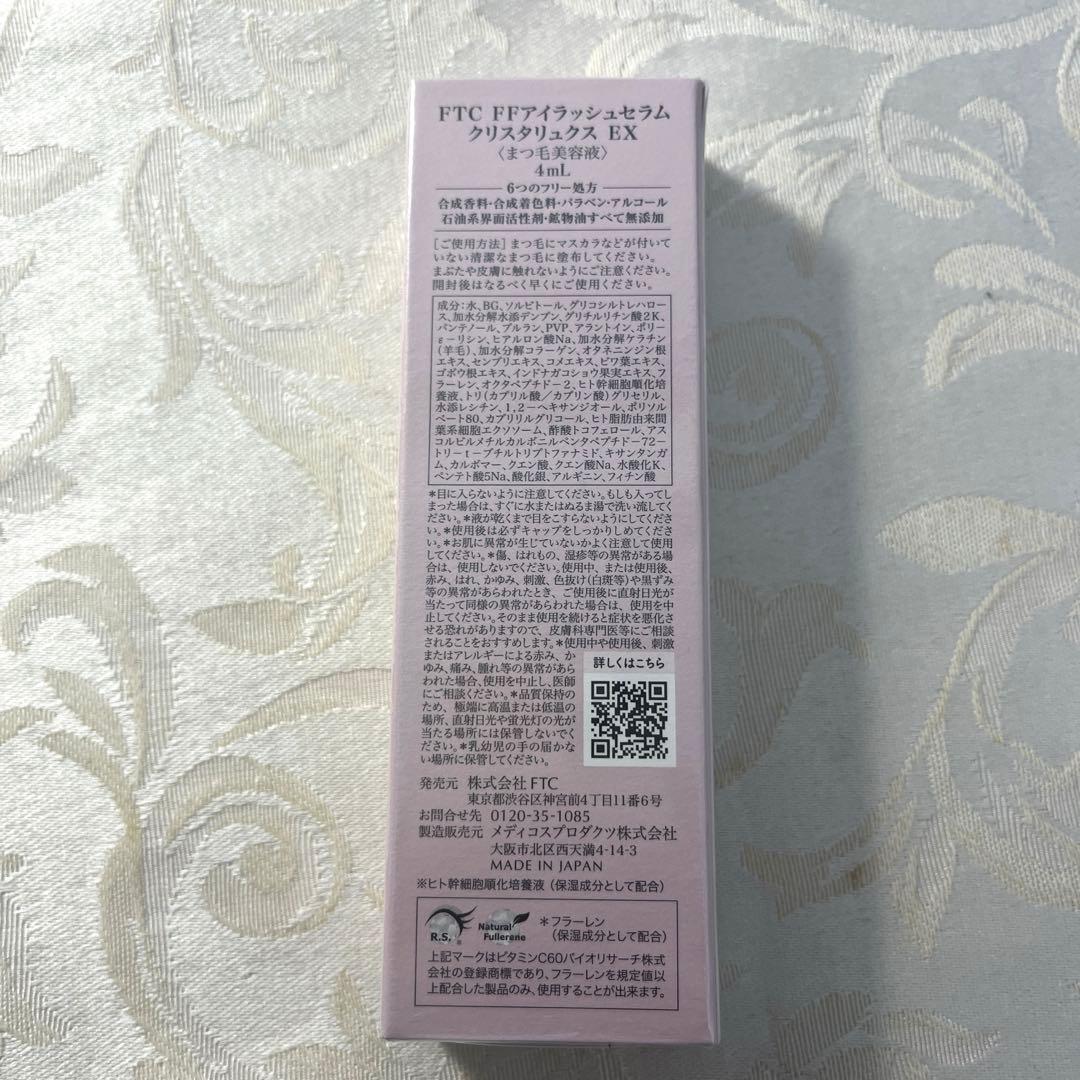 FTC FFアイラッシュセラム
クリスタリュクス EX
〈まつ毛美容液〉
4mL
6つのフリー処方
合成香料・合成着色料・パラベン・アルコール
石油系界面活性剤・鉱物油すべて無添加
［ご使用方法］まつ毛にマスカラなどが付いて
いない清潔なまつ毛に塗布してください。
まぶたや皮膚に触れないようにご注意ください。
開封後はなるべく早くにご使用ください。
成分：水、BG、ソルビトール、グリコシルトレハロー
ス、加水分解水添デンプン、グリチルリチン酸2K、
パンテノール、プルラン、PVP、アラントイン、ポリ－
ε－リシン、ヒアルロン酸Na、加水分解ケラチン
（羊毛）、加水分解コラーゲン、オタネニンジン根
エキス、センブリエキス、コメエキス、ビワ葉エキス、
ゴボウ根エキス、インドナガコショウ果実エキス、フ
ラーレン、オクタペプチド－2、ヒト幹細胞順化培
養液、トリ（カプリル酸／カプリン酸）グリセリル、
水添レシチン、1，2－ヘキサンジオール、ポリソル
ベート80、カプリリルグリコール、ヒト脂肪由来間
葉系細胞エクソソーム、酢酸トコフェロール、アス
コルビルメチルカルボニルペンタペプチド－72－
トリ－t－ブチルトリプトファナミド、キサンタンガ
ム、カルボマー、クエン酸、クエン酸Na、水酸化K、
ペンテト酸5Na、酸化銀、アルギニン、フィチン酸
＊目に入らないように注意してください。もしも入ってし
まった場合は、すぐに水またはぬるま湯で洗い流してく
ださい。＊液が乾くまで目をこすらないようにしてくださ
い。＊使用後は必ずキャップをしっかりしめてくださ
い。＊お肌に異常が生じていないかよく注意して使用
してください。＊傷、はれもの、湿疹等の異常がある場
合は、使用しないでください。使用中、または使用後、
赤み、はれ、かゆみ、刺激、色抜け（白斑等）や黒ずみ
等の異常があらわれたとき、ご使用後に直射日光が
当たって同様の異常があらわれた場合は、使用を中
止してください。そのまま使用を続けると症状を悪化さ
せる恐れがありますので、皮膚科専門医等にご相談
されることをおすすめします。＊使用中や使用後、刺激
またはアレルギーによる赤み、か
ゆみ、痛み、腫れ等の異常があら
われた場合、使用を中止し、医師
にご相談ください。＊品質保持の
ため、極端に高温または低温の
場所、直射日光や蛍光灯の光が
当たる場所には保管しないでく
ださい。＊乳幼児の手の届かな
い場所に保管してください。
詳しくはこちら
発売元 株式会社FTC
東京都渋谷区神宮前4丁目11番6号
お問合せ先 0120-35-1085
製造販売元 メディコスプロダクツ株式会社
大阪市北区西天満4-14-3
MADE IN JAPAN
※ヒト幹細胞順化培養液（保湿成分として配合）
R.S.®
Natural Fullerene
＊フラーレン
（保湿成分として配合）
上記マークはビタミンC60バイオリサーチ株式
会社の登録商標であり、フラーレンを規定値以
上配合した製品のみ、使用することが出来ます。